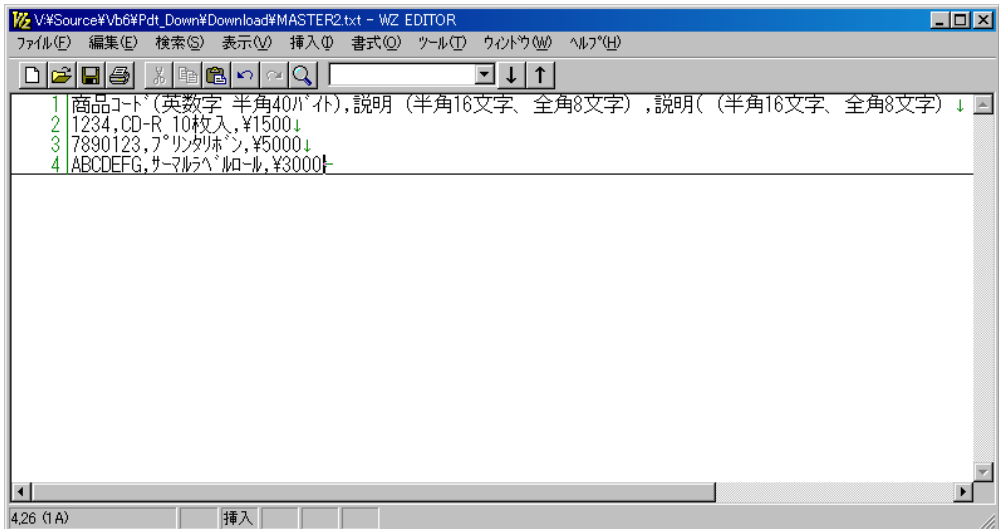 V:¥Source¥Vb6¥Pdt_Down¥Download¥MASTER2.txt - WZ EDITOR
ファイル(F) 編集(E) 検索(S) 表示(V) 挿入(I) 書式(O) ツール(T) ウィンドウ(W) ヘルプ(H)
1 商品コード(英数字 半角40バイト),説明 (半角16文字、全角8文字) ,説明( (半角16文字、全角8文字) ↓
2 1234,CD-R 10枚入,¥1500↓
3 7890123,プリンタリボン,¥5000↓
4 ABCDEFG,サーマルラベルロール,¥3000
4,26 (1A) 挿入